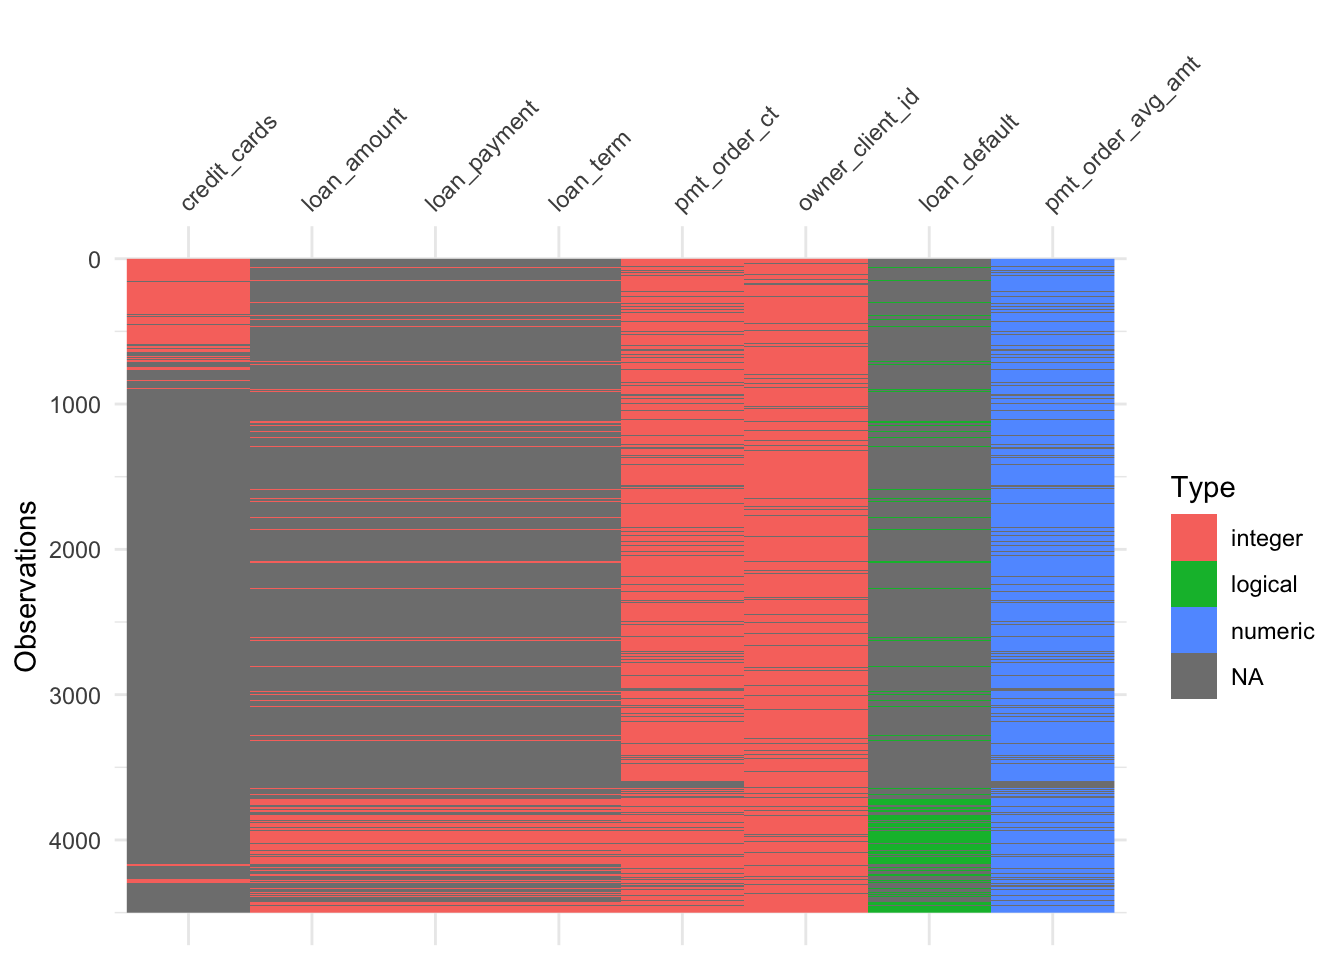 credit_cards
loan_amount
loan_payment
loan_term
pmt_order_ct
owner_client_id
loan_default
pmt_order_avg_amt
0
1000
2000
3000
4000
Observations
Type
integer
logical
numeric
NA